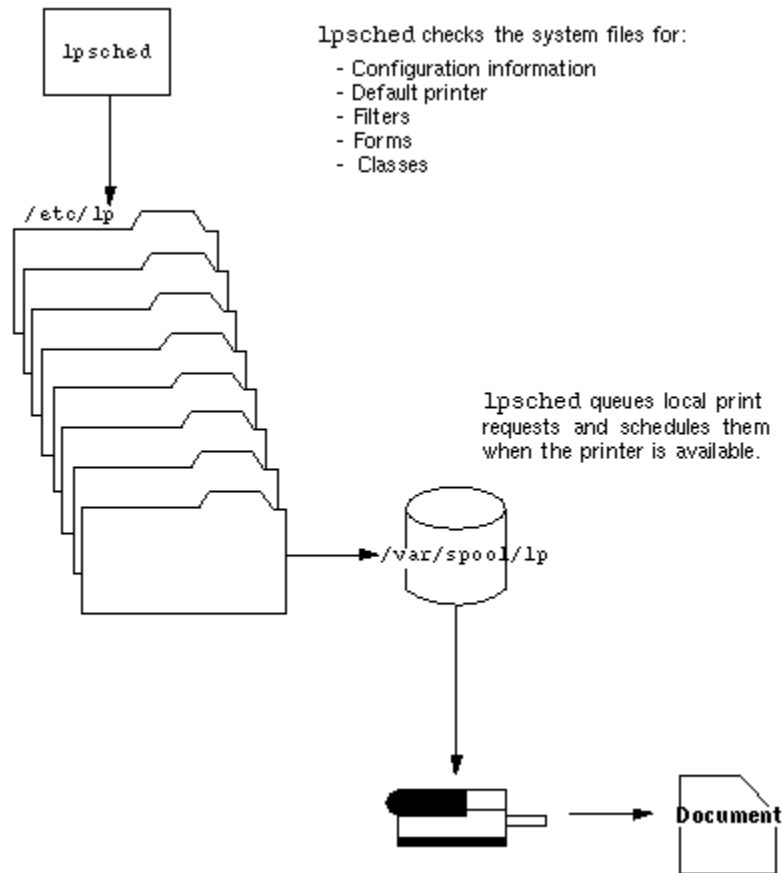 lpsched
lpsched checks the system files for:
- Configuration information
- Default printer
- Filters
- Forms
- Classes
/etc/lp
lpsched queues local print
requests and schedules them
when the printer is available.
/var/spool/lp
Document